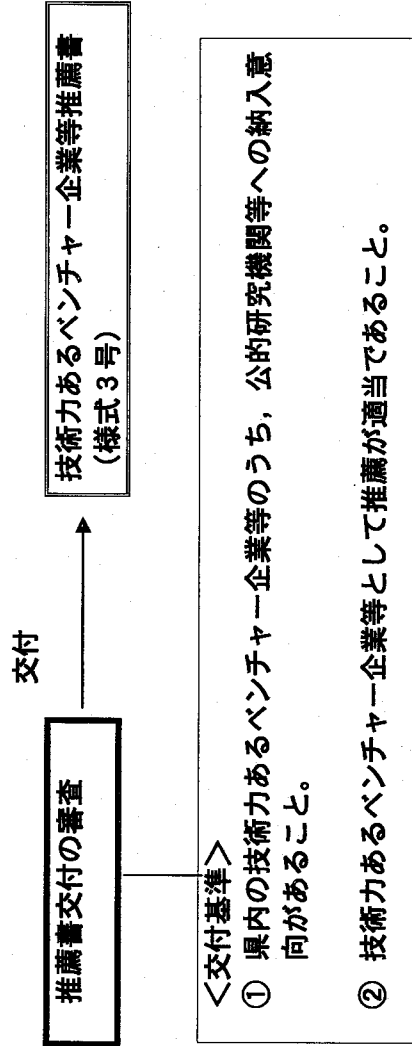 推薦書交付の審査
交付
技術力あるベンチャー企業等推薦書
(様式3号)
<交付基準>
① 県内の技術力あるベンチャー企業等のうち，公的研究機関等への納入意
向があること。
② 技術力あるベンチャー企業等として推薦が適当であること。